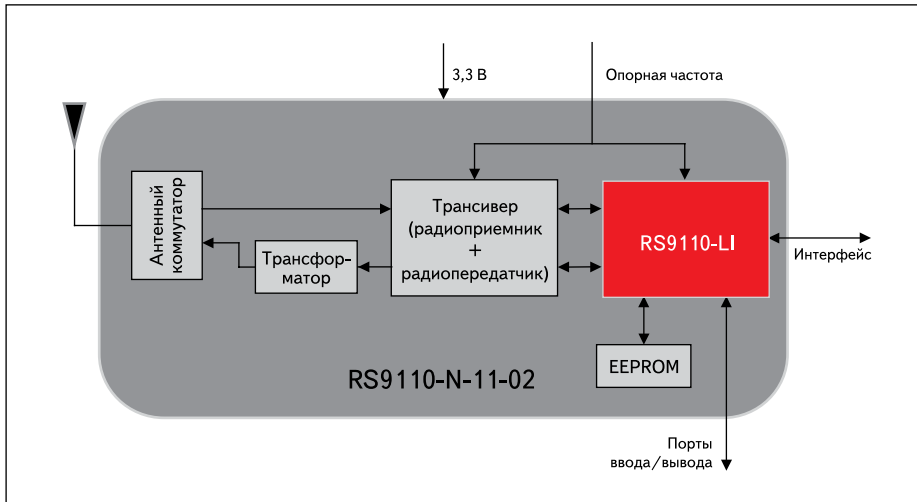 3,3 В
Опорная частота
Антенный
коммутатор
Трансфор-
матор
Трансивер
(радиоприемник
+
радиопередатчик)
RS9110-LI
Интерфейс
EEPROM
RS9110-N-11-02
Порты
ввода/вывода